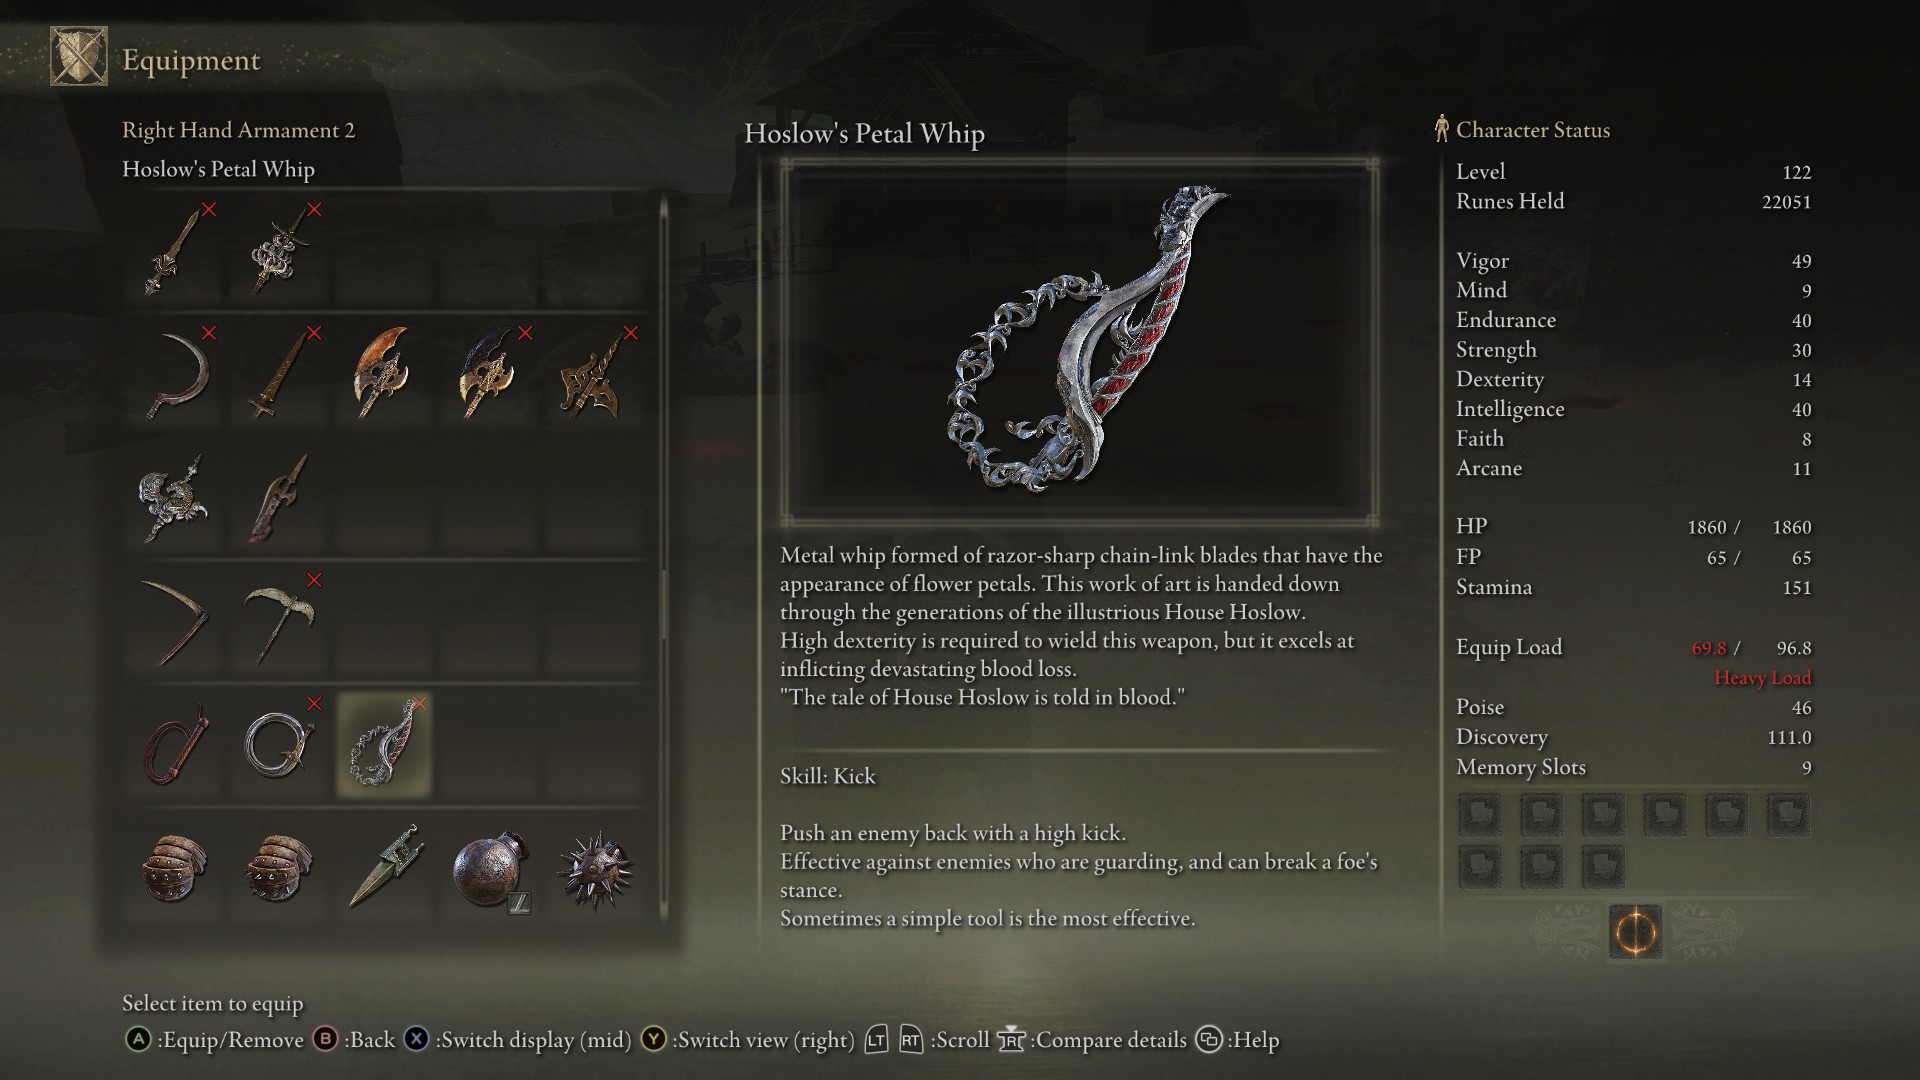 Equipment
Right Hand Armament 2
Hoslow's Petal Whip
Hoslow's Petal Whip
Metal whip formed of razor-sharp chain-link blades that have the
appearance of flower petals. This work of art is handed down
through the generations of the illustrious House Hoslow.
High dexterity is required to wield this weapon, but it excels at
inflicting devastating blood loss.
"The tale of House Hoslow is told in blood."
Skill: Kick
Push an enemy back with a high kick.
Effective against enemies who are guarding, and can break a foe's
stance.
Sometimes a simple tool is the most effective.
Character Status
Level 122
Runes Held 22051
Vigor 49
Mind 9
Endurance 40
Strength 30
Dexterity 14
Intelligence 40
Faith 8
Arcane 11
HP 1860 / 1860
FP 65 / 65
Stamina 151
Equip Load 69.8 / 96.8
Heavy Load
Poise 46
Discovery 111.0
Memory Slots 9
Select item to equip
A :Equip/Remove B :Back X :Switch display (mid) Y :Switch view (right) LT RT :Scroll R :Compare details :Help